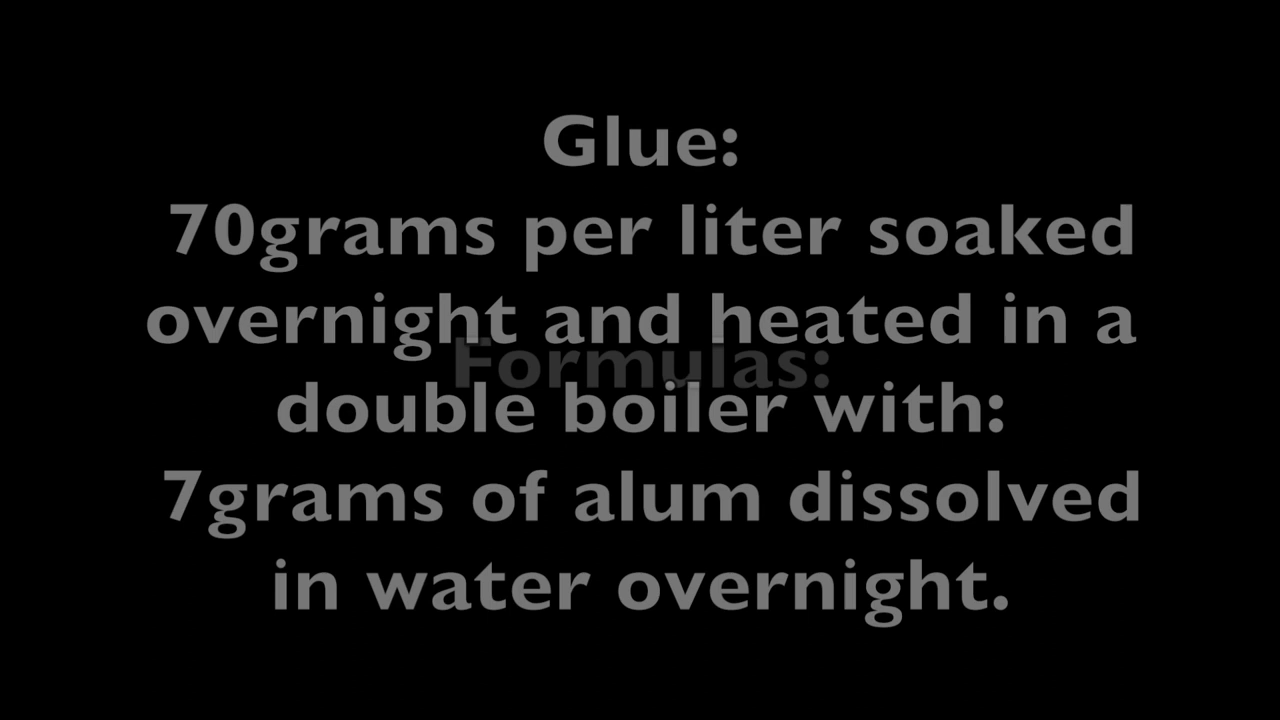 Glue:
70grams per liter soaked
overnight and heated in a
Formulas:
double boiler with:
7grams of alum dissolved
in water overnight.